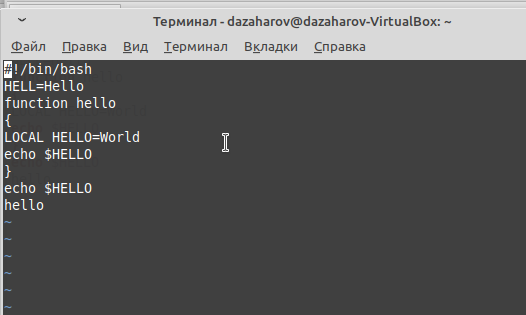 Терминал - dazaharov@dazaharov-VirtualBox: ~
Файл Правка Вид Терминал Вкладки Справка
#!/bin/bash
HELL=Hello
function hello
{
LOCAL HELLO=World
echo $HELLO
}
echo $HELLO
hello
~
~
~
~
~
~